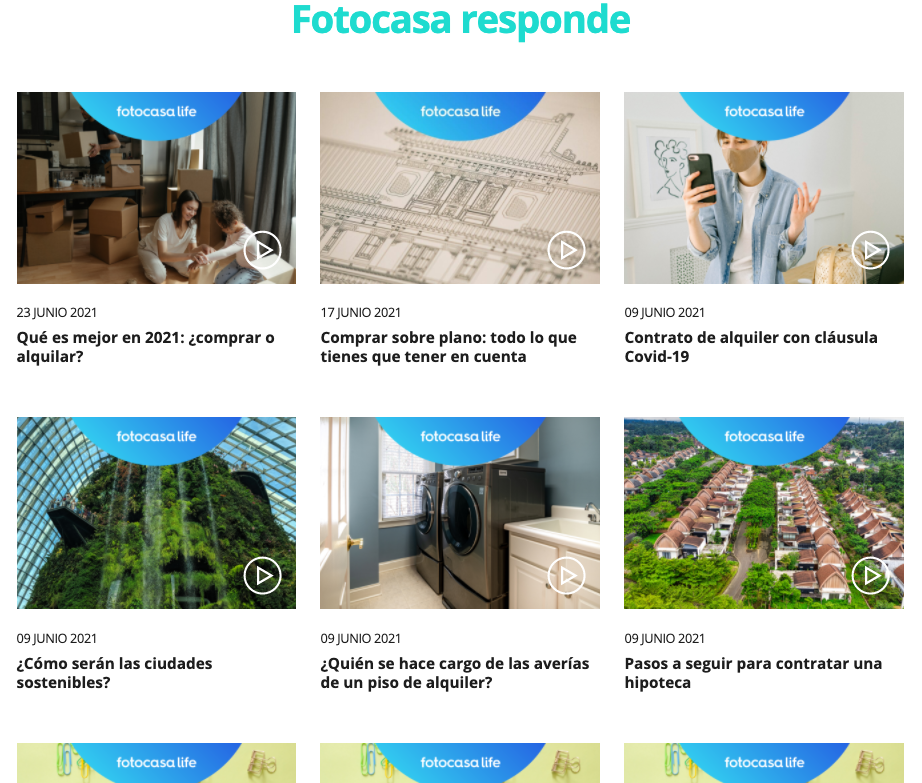 Fotocasa responde
fotocasa life
fotocasa life
fotocasa life
23 JUNIO 2021
17 JUNIO 2021
09 JUNIO 2021
Qué es mejor en 2021: ¿comprar o
alquilar?
Comprar sobre plano: todo lo que
tienes que tener en cuenta
Contrato de alquiler con cláusula
Covid-19
fotocasa life
fotocasa life
fotocasa life
09 JUNIO 2021
09 JUNIO 2021
09 JUNIO 2021
¿Cómo serán las ciudades
sostenibles?
¿Quién se hace cargo de las averías
de un piso de alquiler?
Pasos a seguir para contratar una
hipoteca
fotocasa life
fotocasa life
fotocasa life